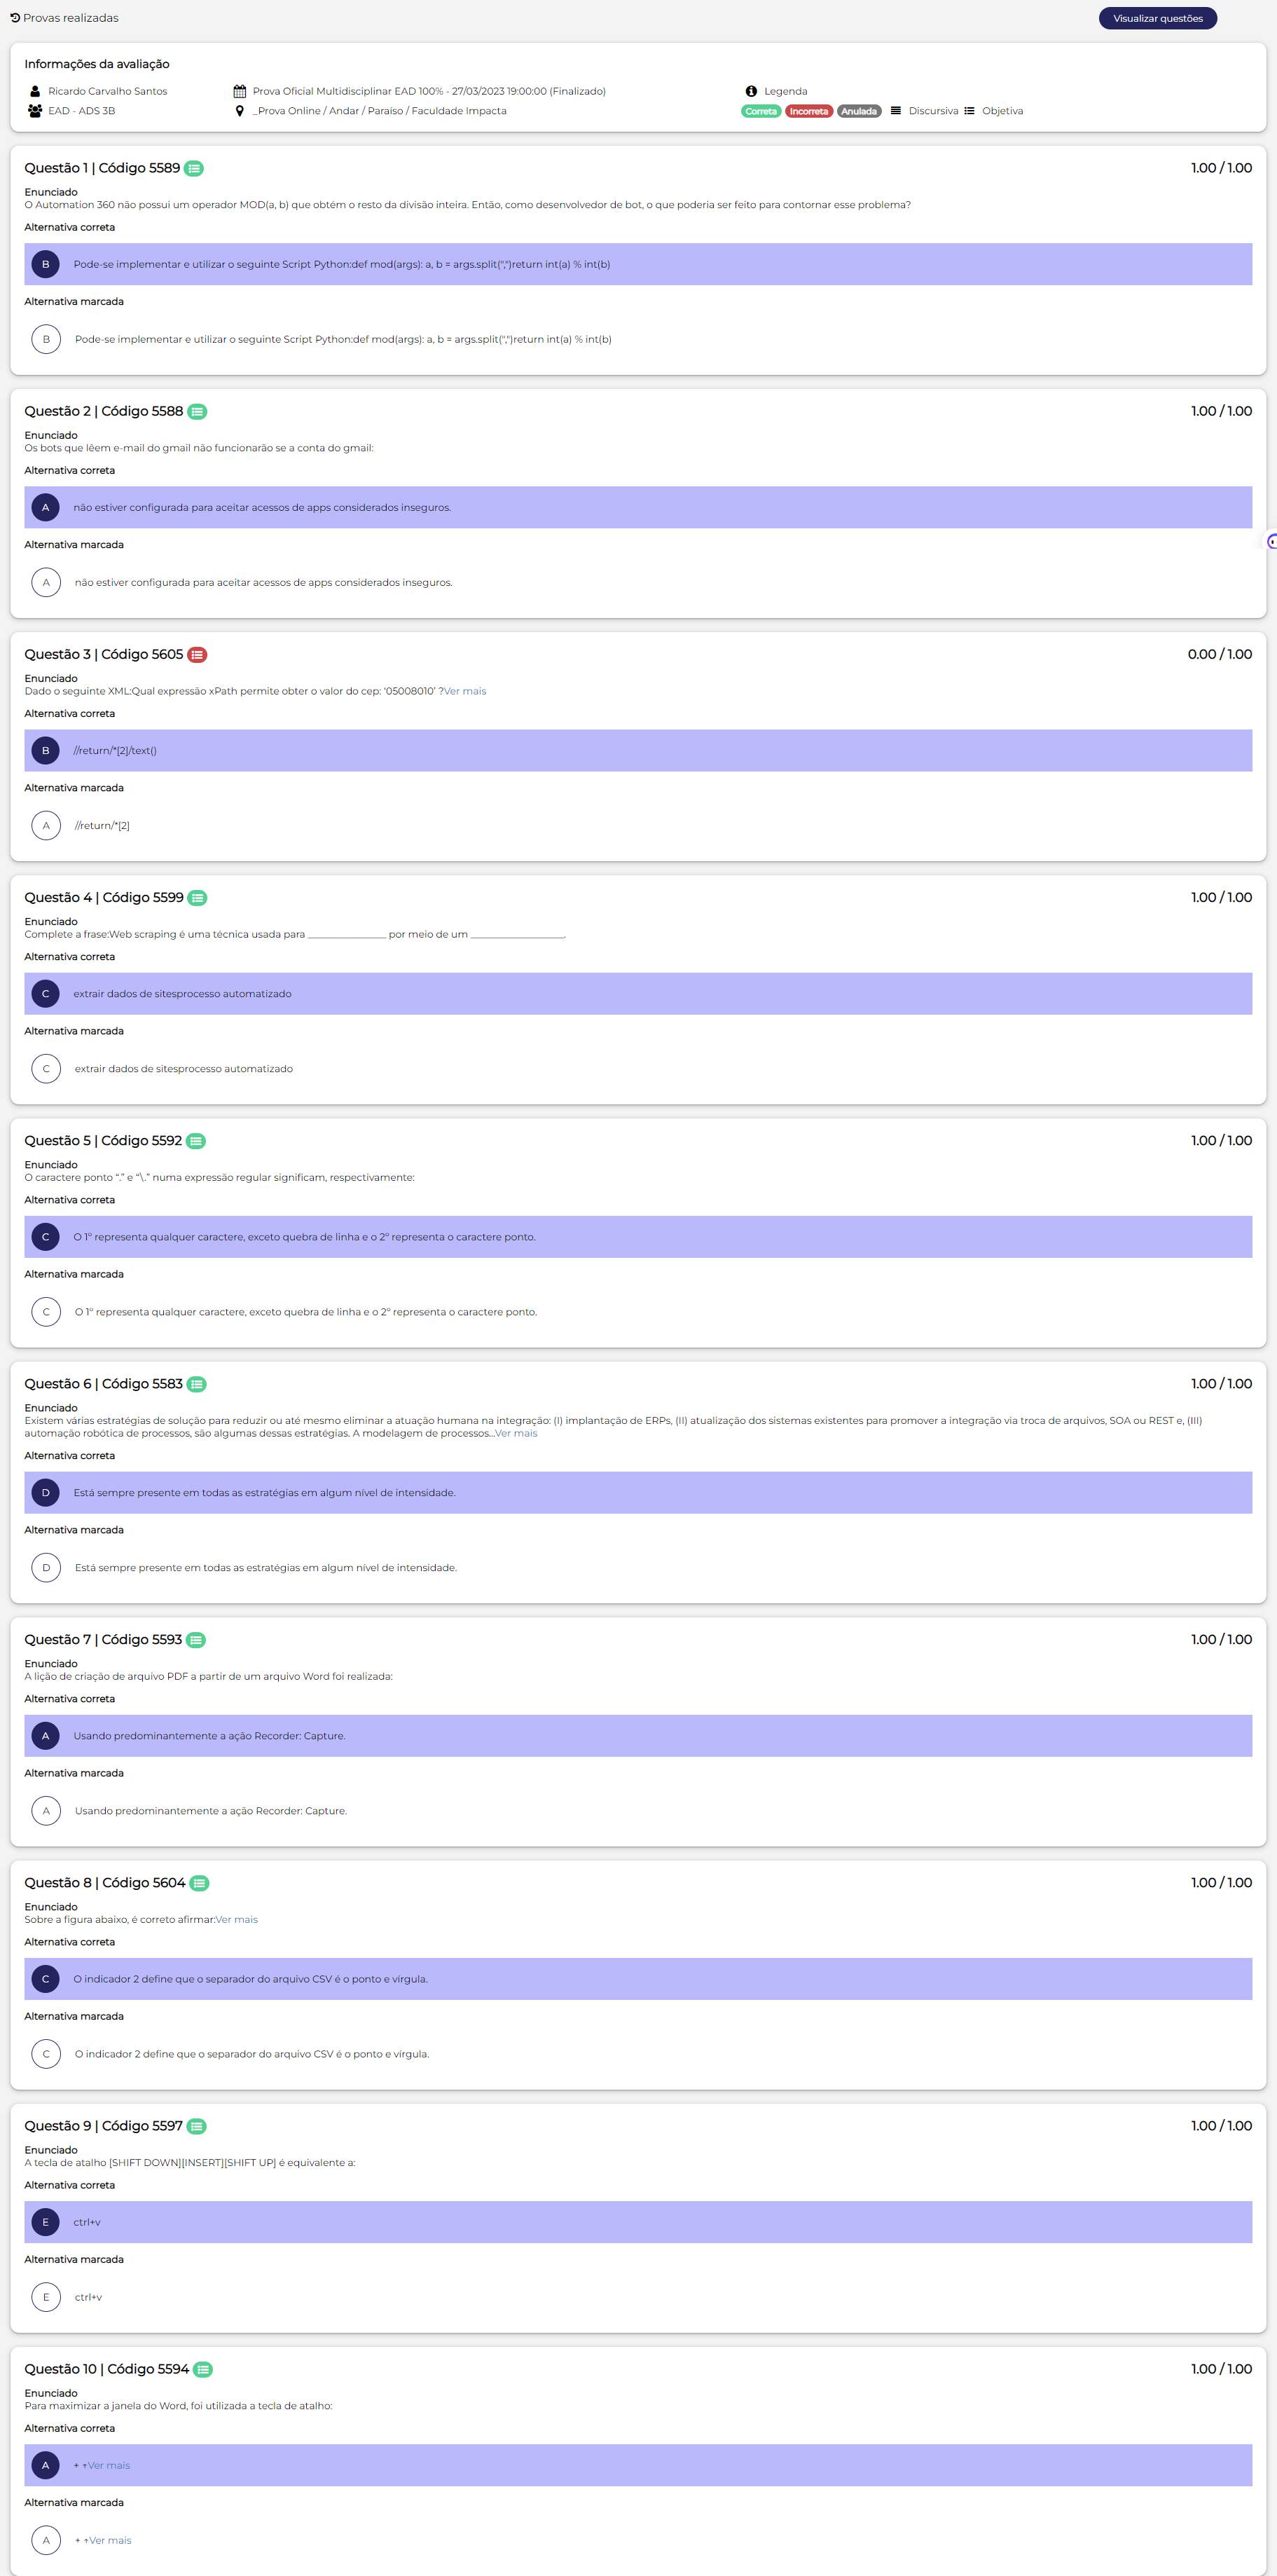 Provas realizadas
Visualizar questões
Informações da avaliação
Ricardo Carvalho Santos
Prova Oficial Multidisciplinar EAD 100% - 27/03/2023 19:00:00 (Finalizado)
Legenda
EAD - ADS 3B
_Prova Online / Andar / Paraíso / Faculdade Impacta
Correta Incorreta Anulada Discursiva Objetiva
Questão 1 | Código 5589
1.00 / 1.00
Enunciado
O Automation 360 não possui um operador MOD(a, b) que obtém o resto da divisão inteira. Então, como desenvolvedor de bot, o que poderia ser feito para contornar esse problema?
Alternativa correta
B
Pode-se implementar e utilizar o seguinte Script Python:def mod(args): a, b = args.split(",")return int(a) % int(b)
Alternativa marcada
B
Pode-se implementar e utilizar o seguinte Script Python:def mod(args): a, b = args.split(",")return int(a) % int(b)
Questão 2 | Código 5588
1.00 / 1.00
Enunciado
Os bots que lêem e-mail do gmail não funcionarão se a conta do gmail:
Alternativa correta
A
não estiver configurada para aceitar acessos de apps considerados inseguros.
Alternativa marcada
A
não estiver configurada para aceitar acessos de apps considerados inseguros.
Questão 3 | Código 5605
0.00 / 1.00
Enunciado
Dado o seguinte XML:Qual expressão xPath permite obter o valor do cep: ‘05008010’ ?Ver mais
Alternativa correta
B
//return/*[2]/text()
Alternativa marcada
A
//return/*[2]
Questão 4 | Código 5599
1.00 / 1.00
Enunciado
Complete a frase:Web scraping é uma técnica usada para ________________ por meio de um ___________________.
Alternativa correta
C
extrair dados de sitesprocesso automatizado
Alternativa marcada
C
extrair dados de sitesprocesso automatizado
Questão 5 | Código 5592
1.00 / 1.00
Enunciado
O caractere ponto “.” e “\.” numa expressão regular significam, respectivamente:
Alternativa correta
C
O 1º representa qualquer caractere, exceto quebra de linha e o 2º representa o caractere ponto.
Alternativa marcada
C
O 1º representa qualquer caractere, exceto quebra de linha e o 2º representa o caractere ponto.
Questão 6 | Código 5583
1.00 / 1.00
Enunciado
Existem várias estratégias de solução para reduzir ou até mesmo eliminar a atuação humana na integração: (I) implantação de ERPs, (II) atualização dos sistemas existentes para promover a integração via troca de arquivos, SOA ou REST e, (III)
automação robótica de processos, são algumas dessas estratégias. A modelagem de processos...Ver mais
Alternativa correta
D
Está sempre presente em todas as estratégias em algum nível de intensidade.
Alternativa marcada
D
Está sempre presente em todas as estratégias em algum nível de intensidade.
Questão 7 | Código 5593
1.00 / 1.00
Enunciado
A lição de criação de arquivo PDF a partir de um arquivo Word foi realizada:
Alternativa correta
A
Usando predominantemente a ação Recorder: Capture.
Alternativa marcada
A
Usando predominantemente a ação Recorder: Capture.
Questão 8 | Código 5604
1.00 / 1.00
Enunciado
Sobre a figura abaixo, é correto afirmar:Ver mais
Alternativa correta
C
O indicador 2 define que o separador do arquivo CSV é o ponto e vírgula.
Alternativa marcada
C
O indicador 2 define que o separador do arquivo CSV é o ponto e vírgula.
Questão 9 | Código 5597
1.00 / 1.00
Enunciado
A tecla de atalho [SHIFT DOWN][INSERT][SHIFT UP] é equivalente a:
Alternativa correta
E
ctrl+v
Alternativa marcada
E
ctrl+v
Questão 10 | Código 5594
1.00 / 1.00
Enunciado
Para maximizar a janela do Word, foi utilizada a tecla de atalho:
Alternativa correta
A
+ ↑Ver mais
Alternativa marcada
A
+ ↑Ver mais